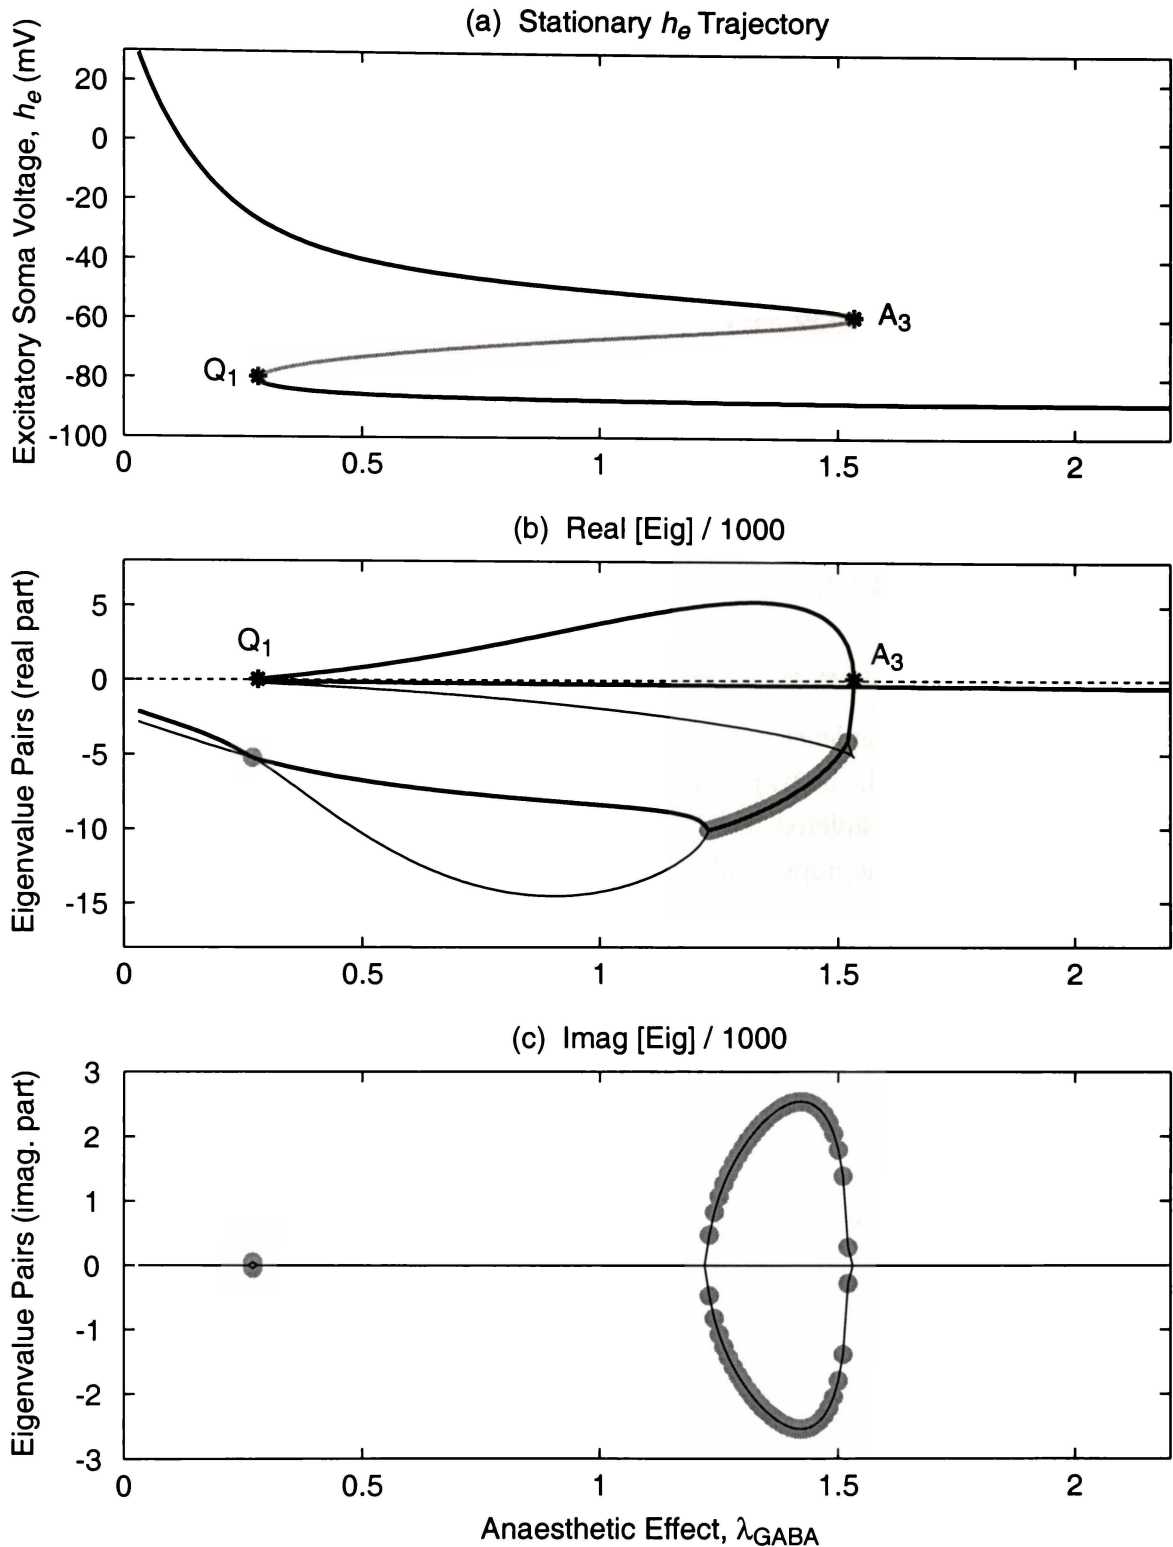 (a) Stationary he Trajectory
Excitatory Soma Voltage, he (mV)
20
0
-20
-40
-60
-80
-100
A3
Q1
0 0.5 1 1.5 2
(b) Real [Eig] / 1000
Eigenvalue Pairs (real part)
5
0
-5
-10
-15
Q1
A3
0 0.5 1 1.5 2
(c) Imag [Eig] / 1000
Eigenvalue Pairs (imag. part)
3
2
1
0
-1
-2
-3
0 0.5 1 1.5 2
Anaesthetic Effect, λGABA